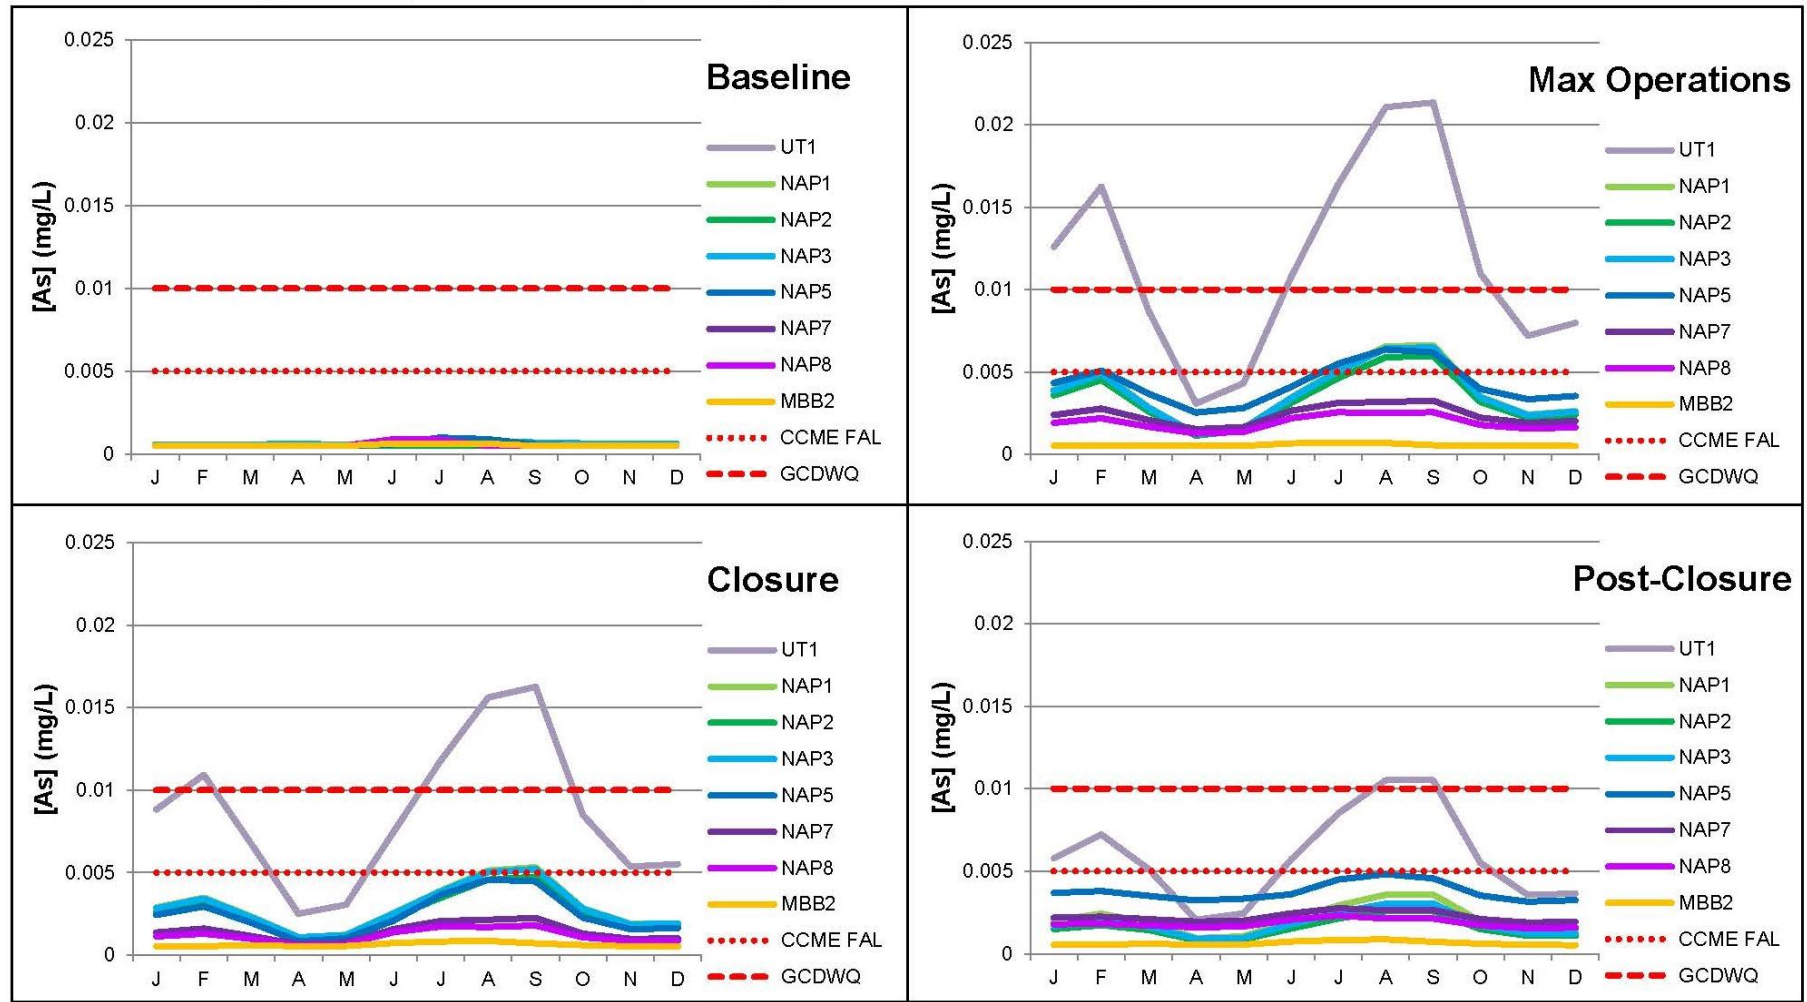 Baseline
[As] (mg/L)
0.025
0.02
0.015
0.01
0.005
0
J F M A M J J A S O N D
UT1
NAP1
NAP2
NAP3
NAP5
NAP7
NAP8
MBB2
CCME FAL
GCDWQ
Max Operations
[As] (mg/L)
0.025
0.02
0.015
0.01
0.005
0
J F M A M J J A S O N D
UT1
NAP1
NAP2
NAP3
NAP5
NAP7
NAP8
MBB2
CCME FAL
GCDWQ
Closure
[As] (mg/L)
0.025
0.02
0.015
0.01
0.005
0
J F M A M J J A S O N D
UT1
NAP1
NAP2
NAP3
NAP5
NAP7
NAP8
MBB2
CCME FAL
GCDWQ
Post-Closure
[As] (mg/L)
0.025
0.02
0.015
0.01
0.005
0
J F M A M J J A S O N D
UT1
NAP1
NAP2
NAP3
NAP5
NAP7
NAP8
MBB2
CCME FAL
GCDWQ